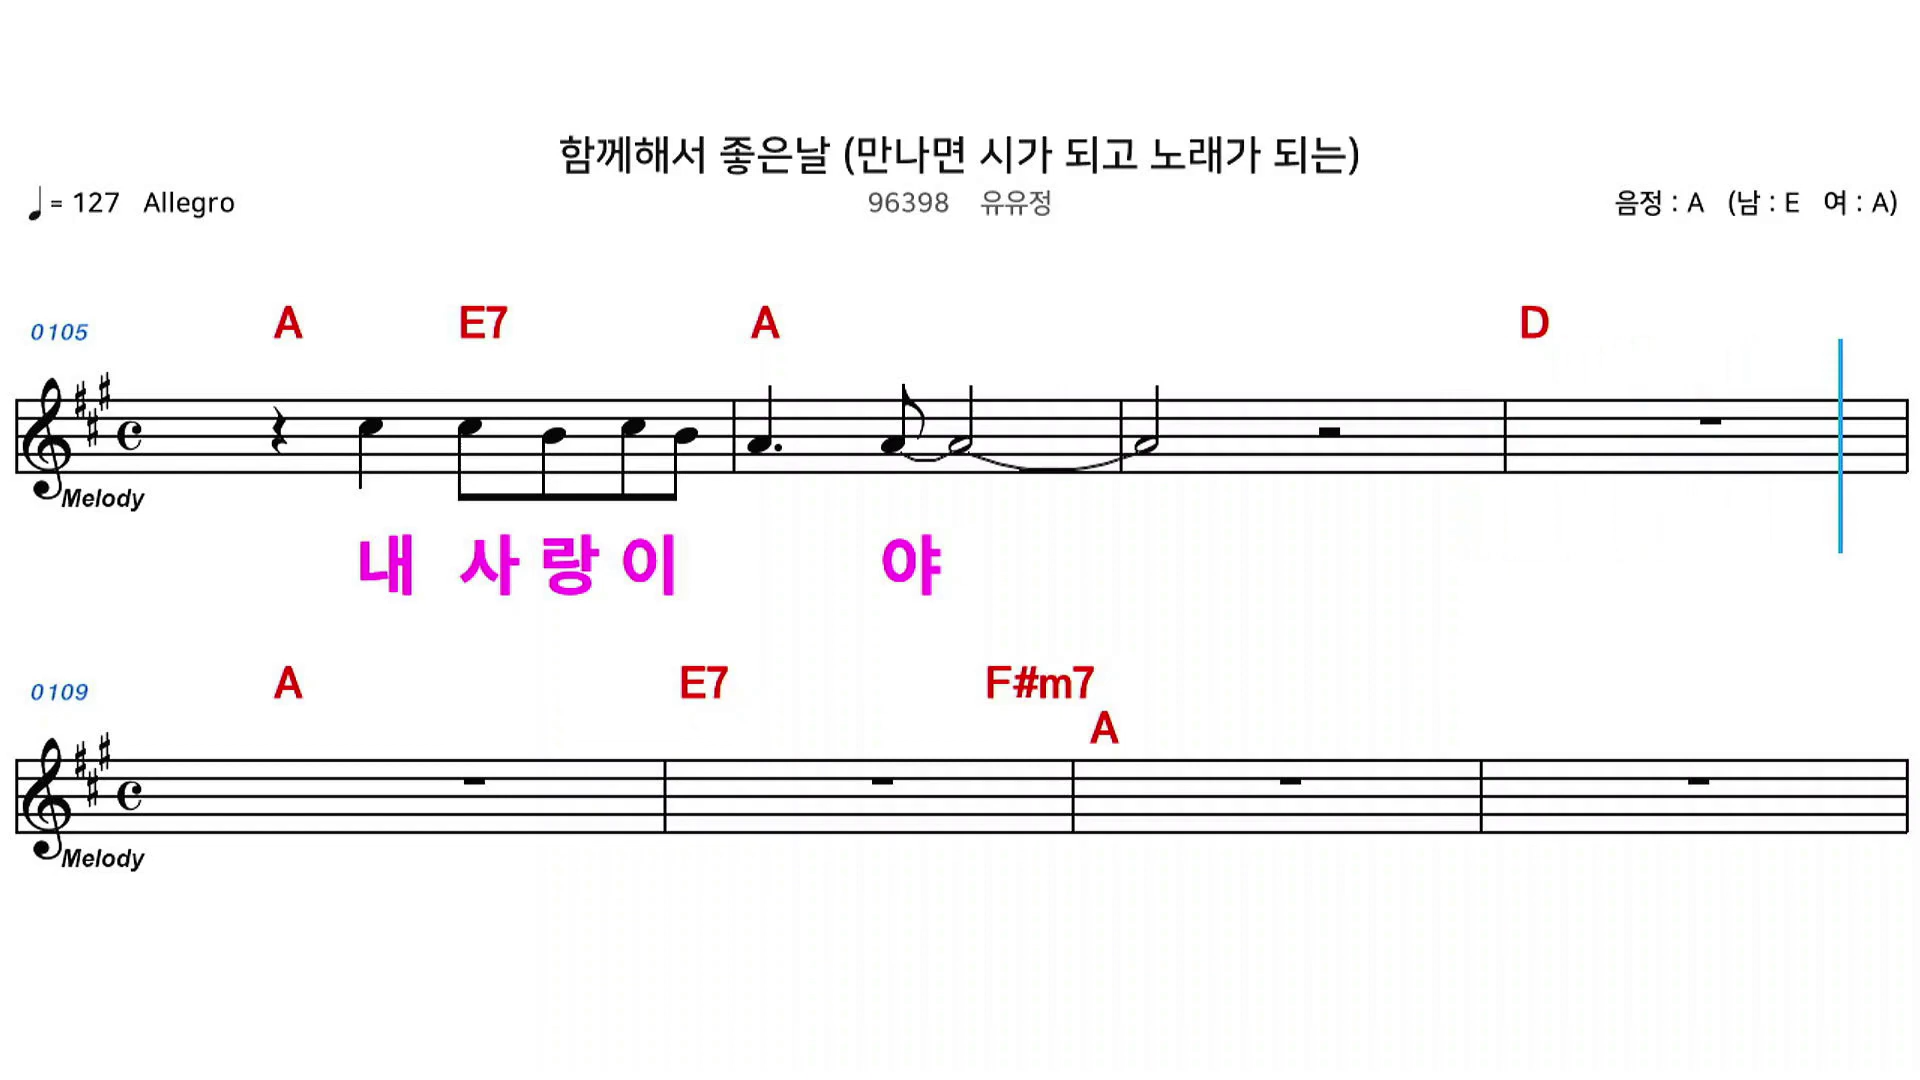 함께해서 좋은날 (만나면 시가 되고 노래가 되는)
= 127 Allegro
96398 유유정
음정 : A (남 : E 여 : A)
0105
A E7 A D
Melody
내 사 랑 이 야
0109
A E7 F#m7
A
Melody